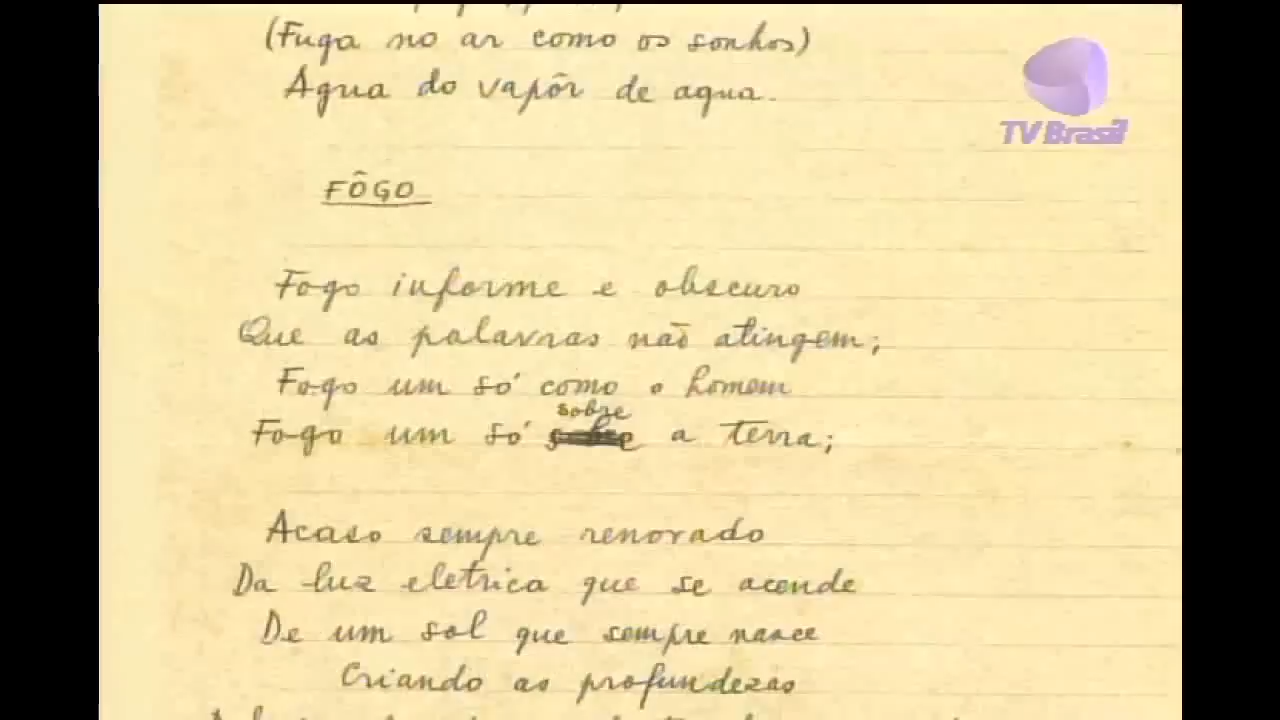 (Fuga no ar como os sonhos)
Agua do vapôr de agua.
TV Brasil
FÔGO
Fogo informe e obscuro
Que as palavras não atingem;
Fogo um só como o homem
sobre
Fogo um só a terra;
Acaso sempre renovado
Da luz eletrica que se acende
De um sol que sempre nasce
Criando as profundezas